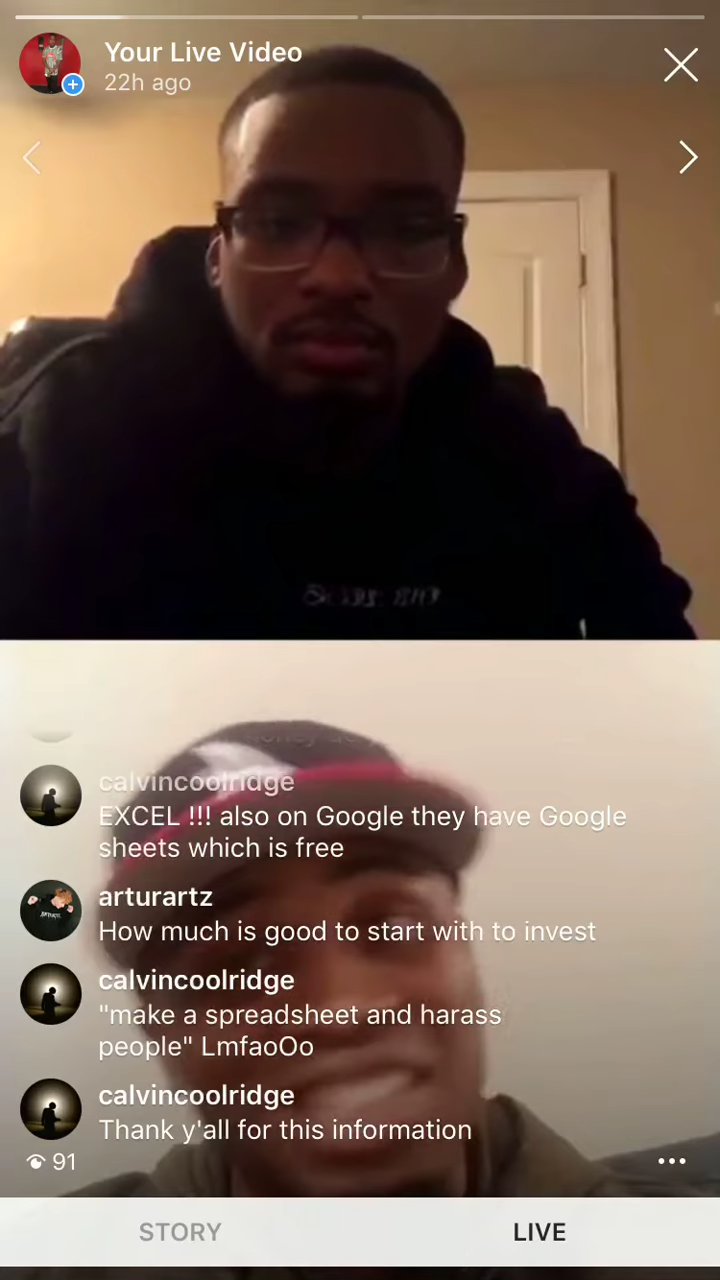 Your Live Video
22h ago
calvincoolridge
EXCEL !!! also on Google they have Google
sheets which is free
arturartz
How much is good to start with to invest
calvincoolridge
"make a spreadsheet and harass
people" LmfaoOo
calvincoolridge
Thank y'all for this information
91
STORY
LIVE